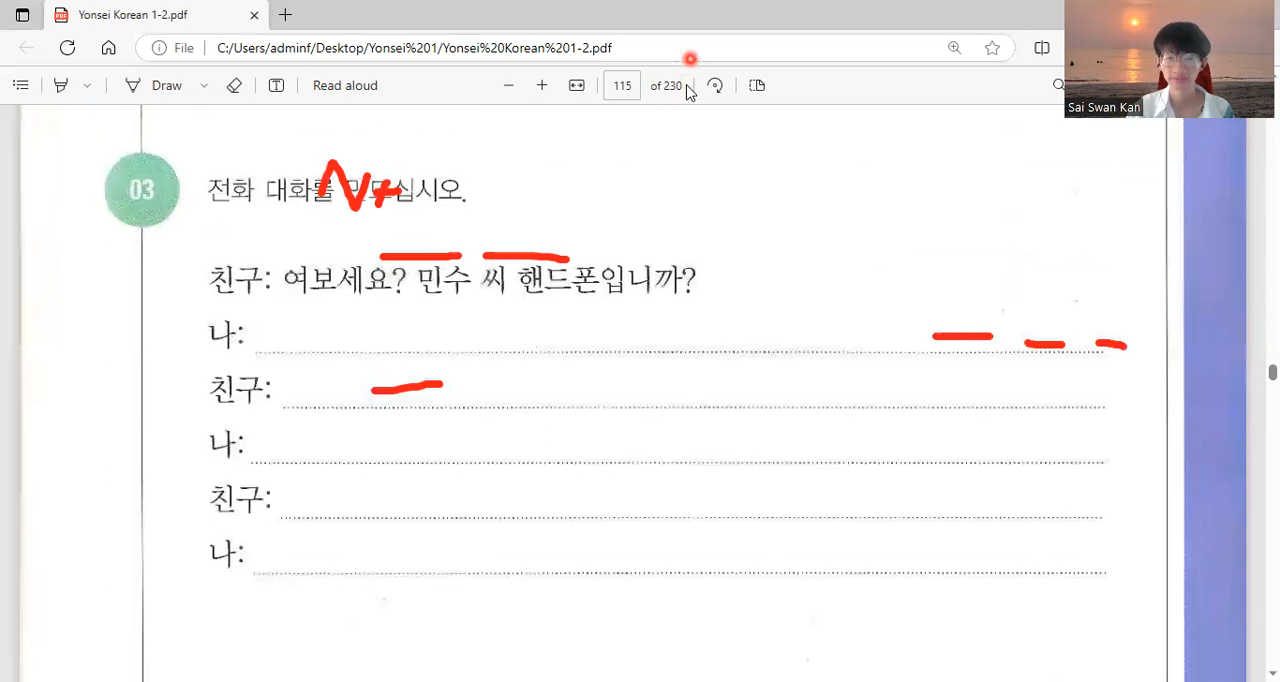 Yonsei Korean 1-2.pdf
File C:/Users/adminf/Desktop/Yonsei%201/Yonsei%20Korean%201-2.pdf
Draw Read aloud 115 of 230
Sai Swan Kan
03 전화 대화를 만드십시오.
N+
친구: 여보세요? 민수 씨 핸드폰입니까?
나:
친구:
나:
친구:
나: